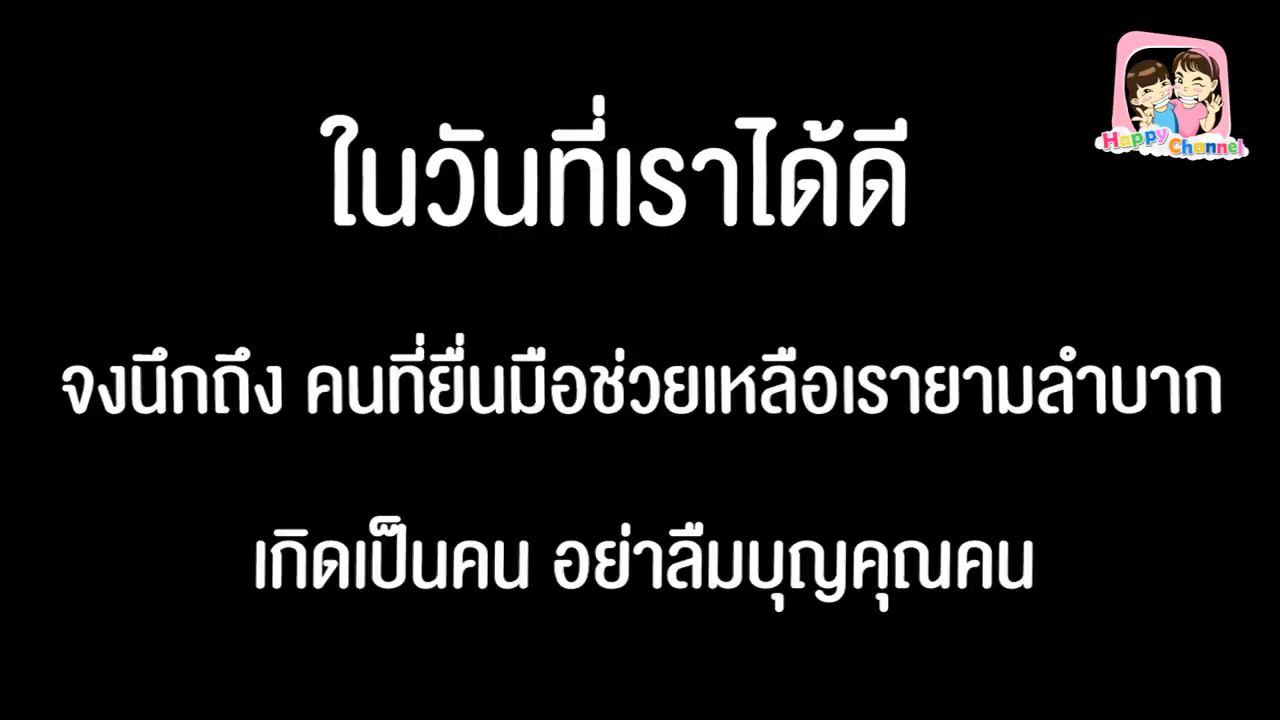 Happy
Channel
ในวันที่เราได้ดี
จงนึกถึง คนที่ยื่นมือช่วยเหลือเรายามลำบาก
เกิดเป็นคน อย่าลืมบุญคุณคน